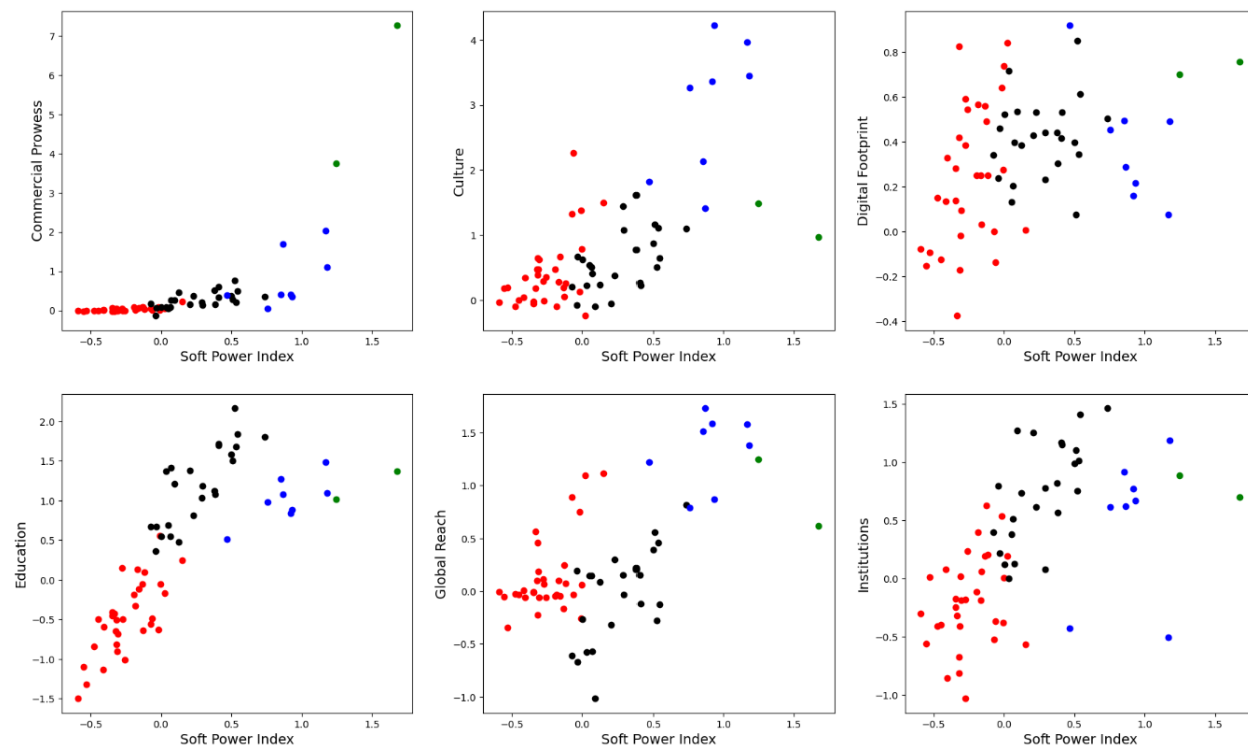 7
6
5
4
3
2
1
0
Commercial Prowess
−0.5 0.0 0.5 1.0 1.5
Soft Power Index
4
3
2
1
0
Culture
−0.5 0.0 0.5 1.0 1.5
Soft Power Index
0.8
0.6
0.4
0.2
0.0
−0.2
−0.4
Digital Footprint
−0.5 0.0 0.5 1.0 1.5
Soft Power Index
2.0
1.5
1.0
0.5
0.0
−0.5
−1.0
−1.5
Education
−0.5 0.0 0.5 1.0 1.5
Soft Power Index
1.5
1.0
0.5
0.0
−0.5
−1.0
Global Reach
−0.5 0.0 0.5 1.0 1.5
Soft Power Index
1.5
1.0
0.5
0.0
−0.5
−1.0
Institutions
−0.5 0.0 0.5 1.0 1.5
Soft Power Index